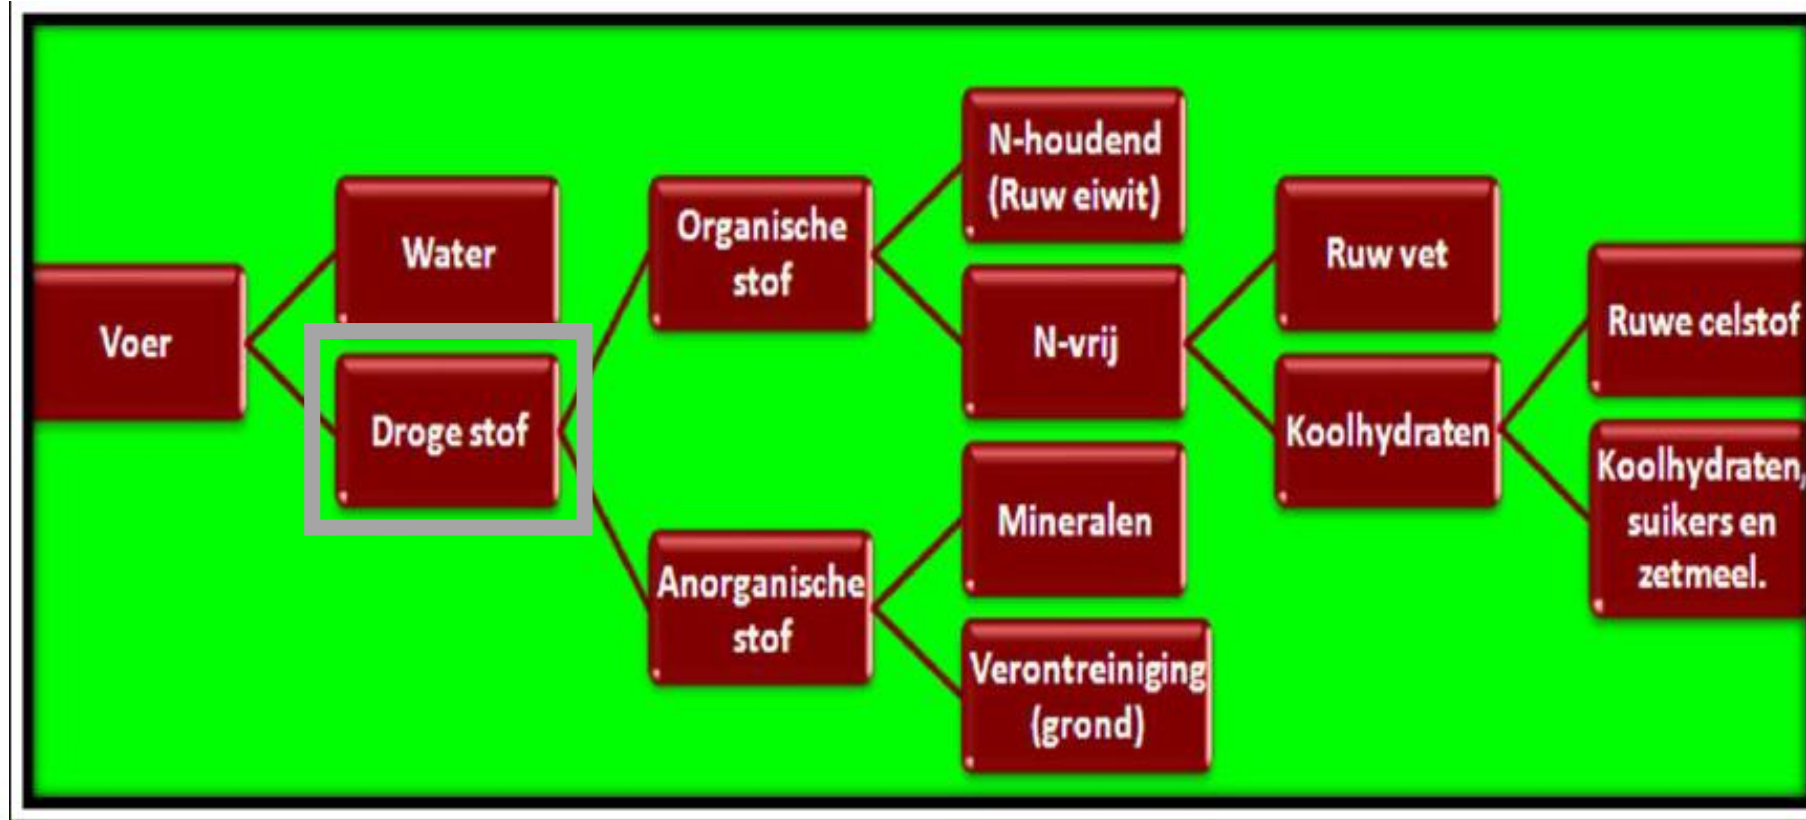 Voer
Water
Droge stof
Organische
stof
Anorganische
stof
N-houdend
(Ruw eiwit)
N-vrij
Mineralen
Verontreiniging
(grond)
Ruw vet
Koolhydraten
Ruwe celstof
Koolhydraten,
suikers en
zetmeel.